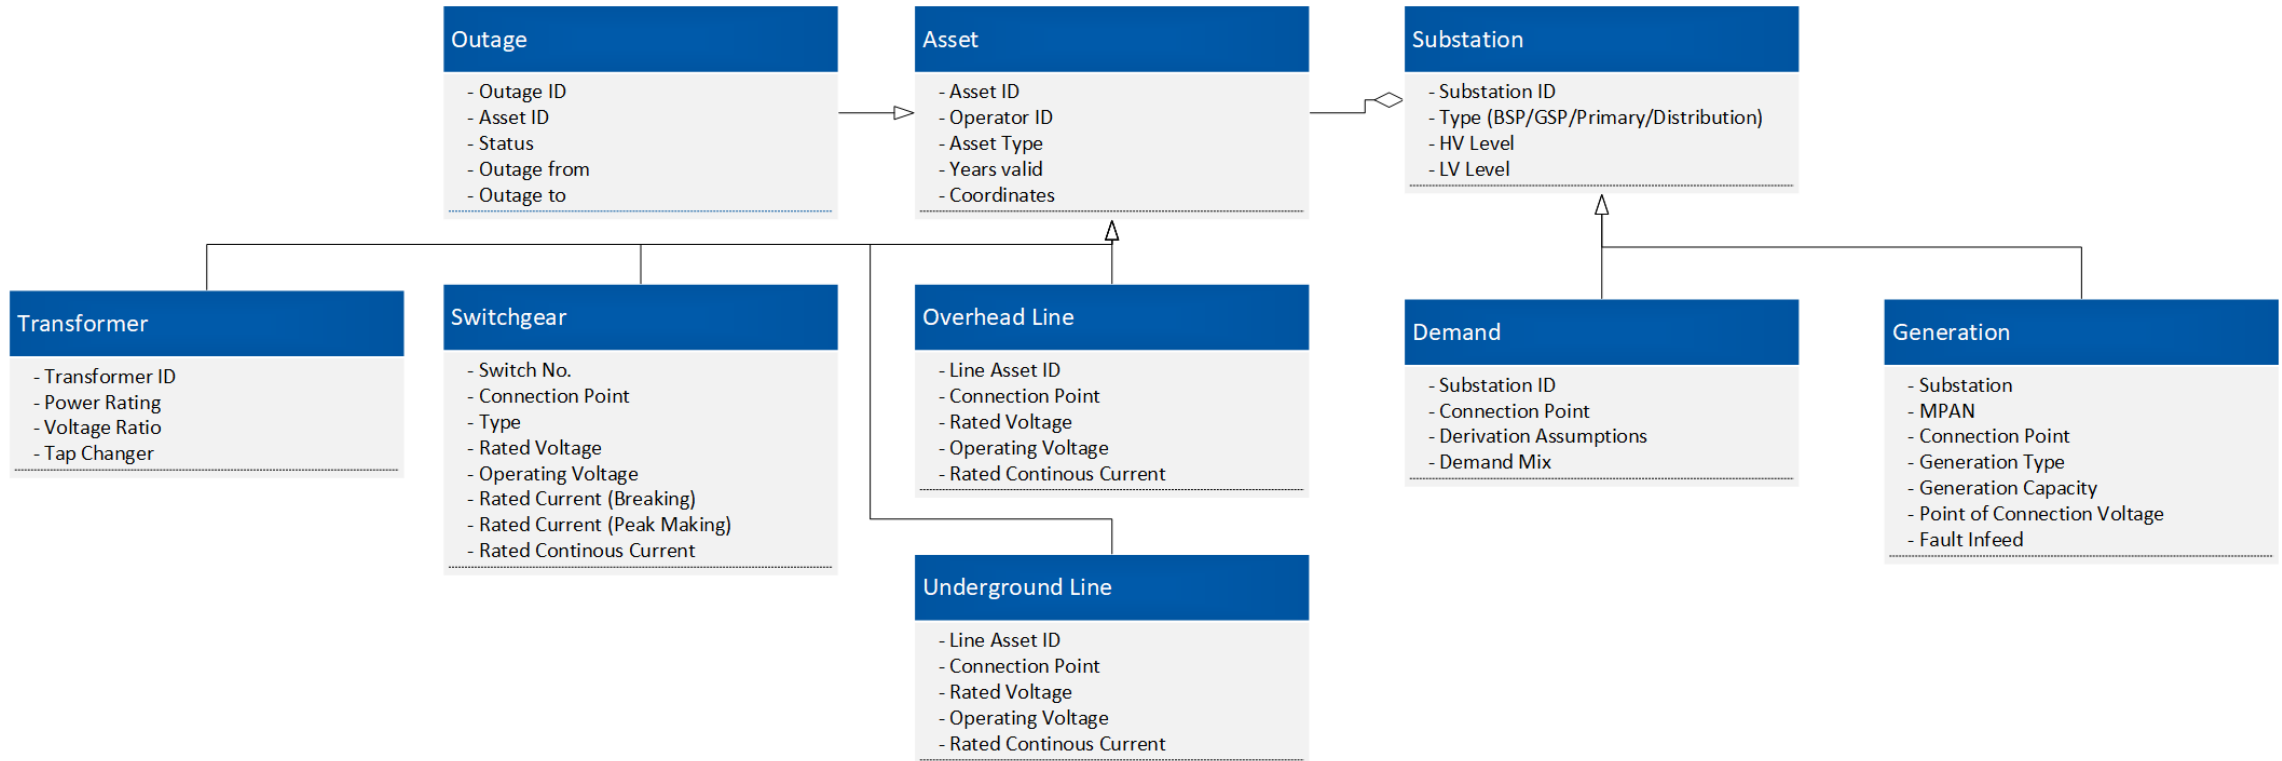 Outage
- Outage ID
- Asset ID
- Status
- Outage from
- Outage to
Asset
- Asset ID
- Operator ID
- Asset Type
- Years valid
- Coordinates
Substation
- Substation ID
- Type (BSP/GSP/Primary/Distribution)
- HV Level
- LV Level
Transformer
- Transformer ID
- Power Rating
- Voltage Ratio
- Tap Changer
Switchgear
- Switch No.
- Connection Point
- Type
- Rated Voltage
- Operating Voltage
- Rated Current (Breaking)
- Rated Current (Peak Making)
- Rated Continous Current
Overhead Line
- Line Asset ID
- Connection Point
- Rated Voltage
- Operating Voltage
- Rated Continous Current
Demand
- Substation ID
- Connection Point
- Derivation Assumptions
- Demand Mix
Generation
- Substation
- MPAN
- Connection Point
- Generation Type
- Generation Capacity
- Point of Connection Voltage
- Fault Infeed
Underground Line
- Line Asset ID
- Connection Point
- Rated Voltage
- Operating Voltage
- Rated Continous Current